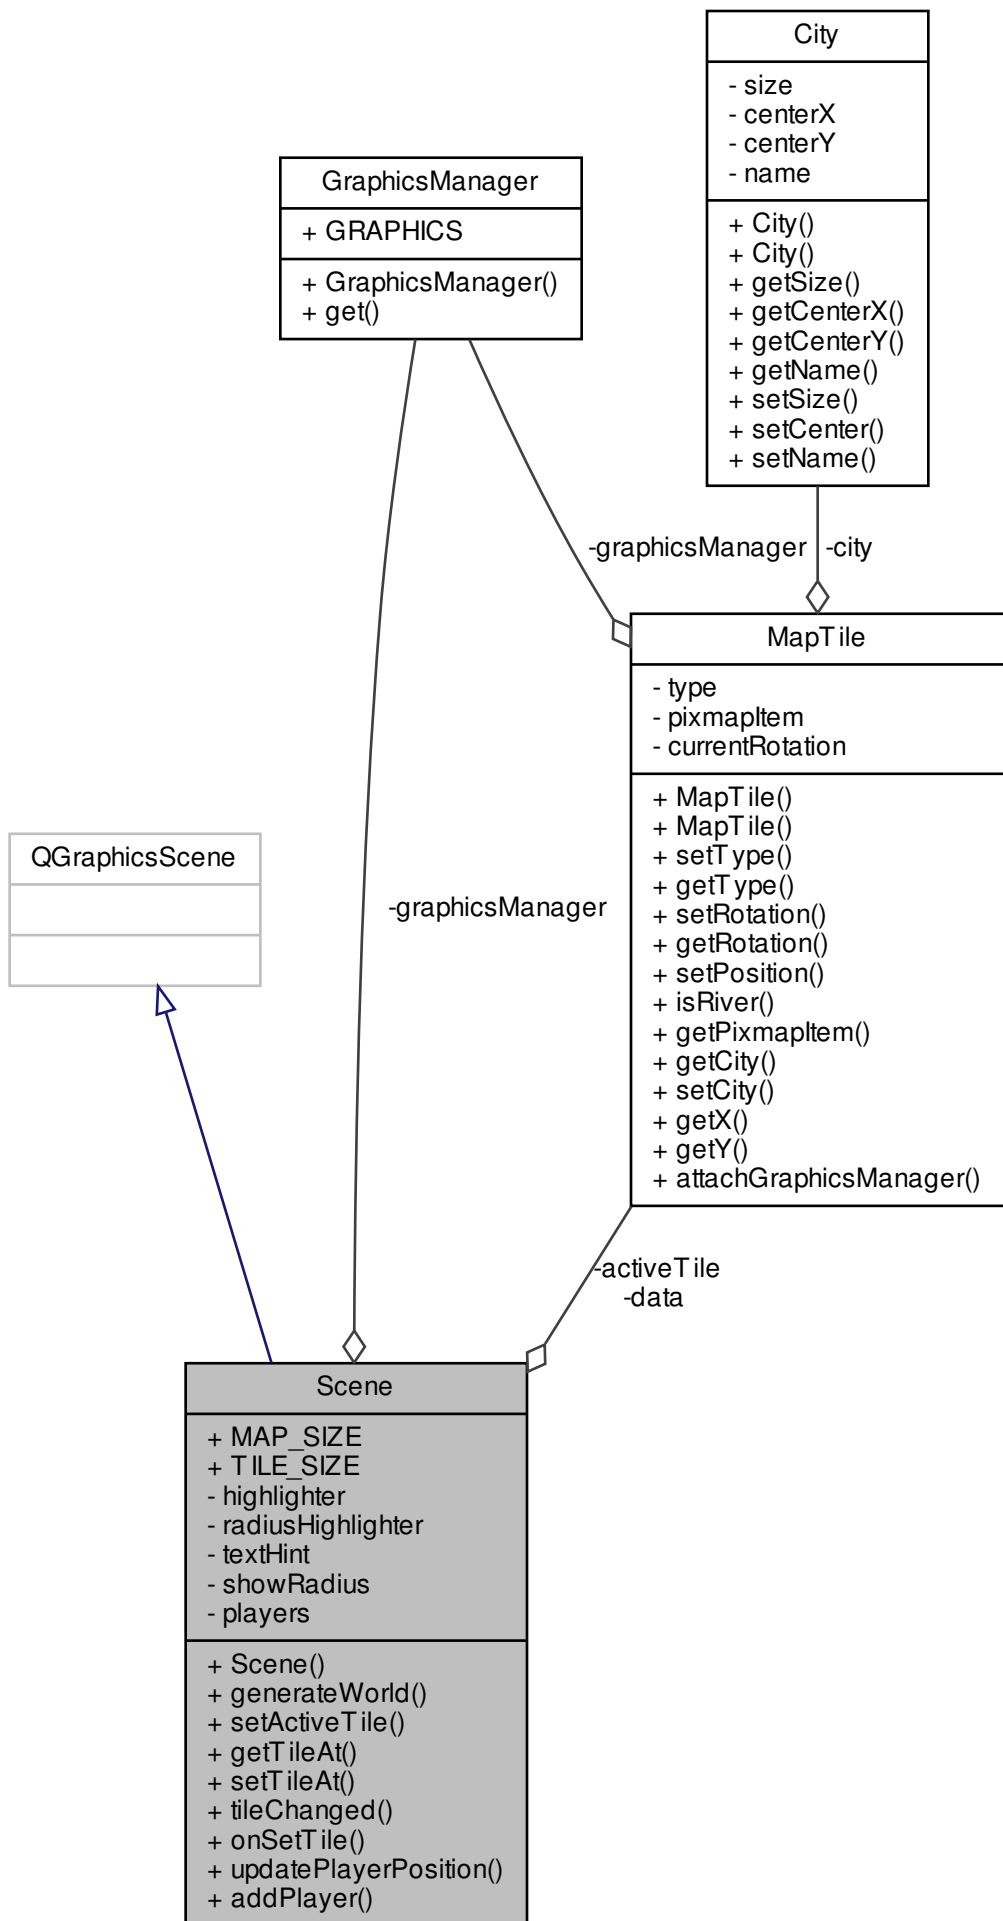 City
- size
- centerX
- centerY
- name
+ City()
+ City()
+ getSize()
+ getCenterX()
+ getCenterY()
+ getName()
+ setSize()
+ setCenter()
+ setName()
GraphicsManager
+ GRAPHICS
+ GraphicsManager()
+ get()
-graphicsManager
-city
MapTile
- type
- pixmapItem
- currentRotation
+ MapTile()
+ MapTile()
+ setType()
+ getType()
+ setRotation()
+ getRotation()
+ setPosition()
+ isRiver()
+ getPixmapItem()
+ getCity()
+ setCity()
+ getX()
+ getY()
+ attachGraphicsManager()
QGraphicsScene
-graphicsManager
-activeTile
-data
Scene
+ MAP_SIZE
+ TILE_SIZE
- highlighter
- radiusHighlighter
- textHint
- showRadius
- players
+ Scene()
+ generateWorld()
+ setActiveTile()
+ getTileAt()
+ setTileAt()
+ tileChanged()
+ onSetTile()
+ updatePlayerPosition()
+ addPlayer()